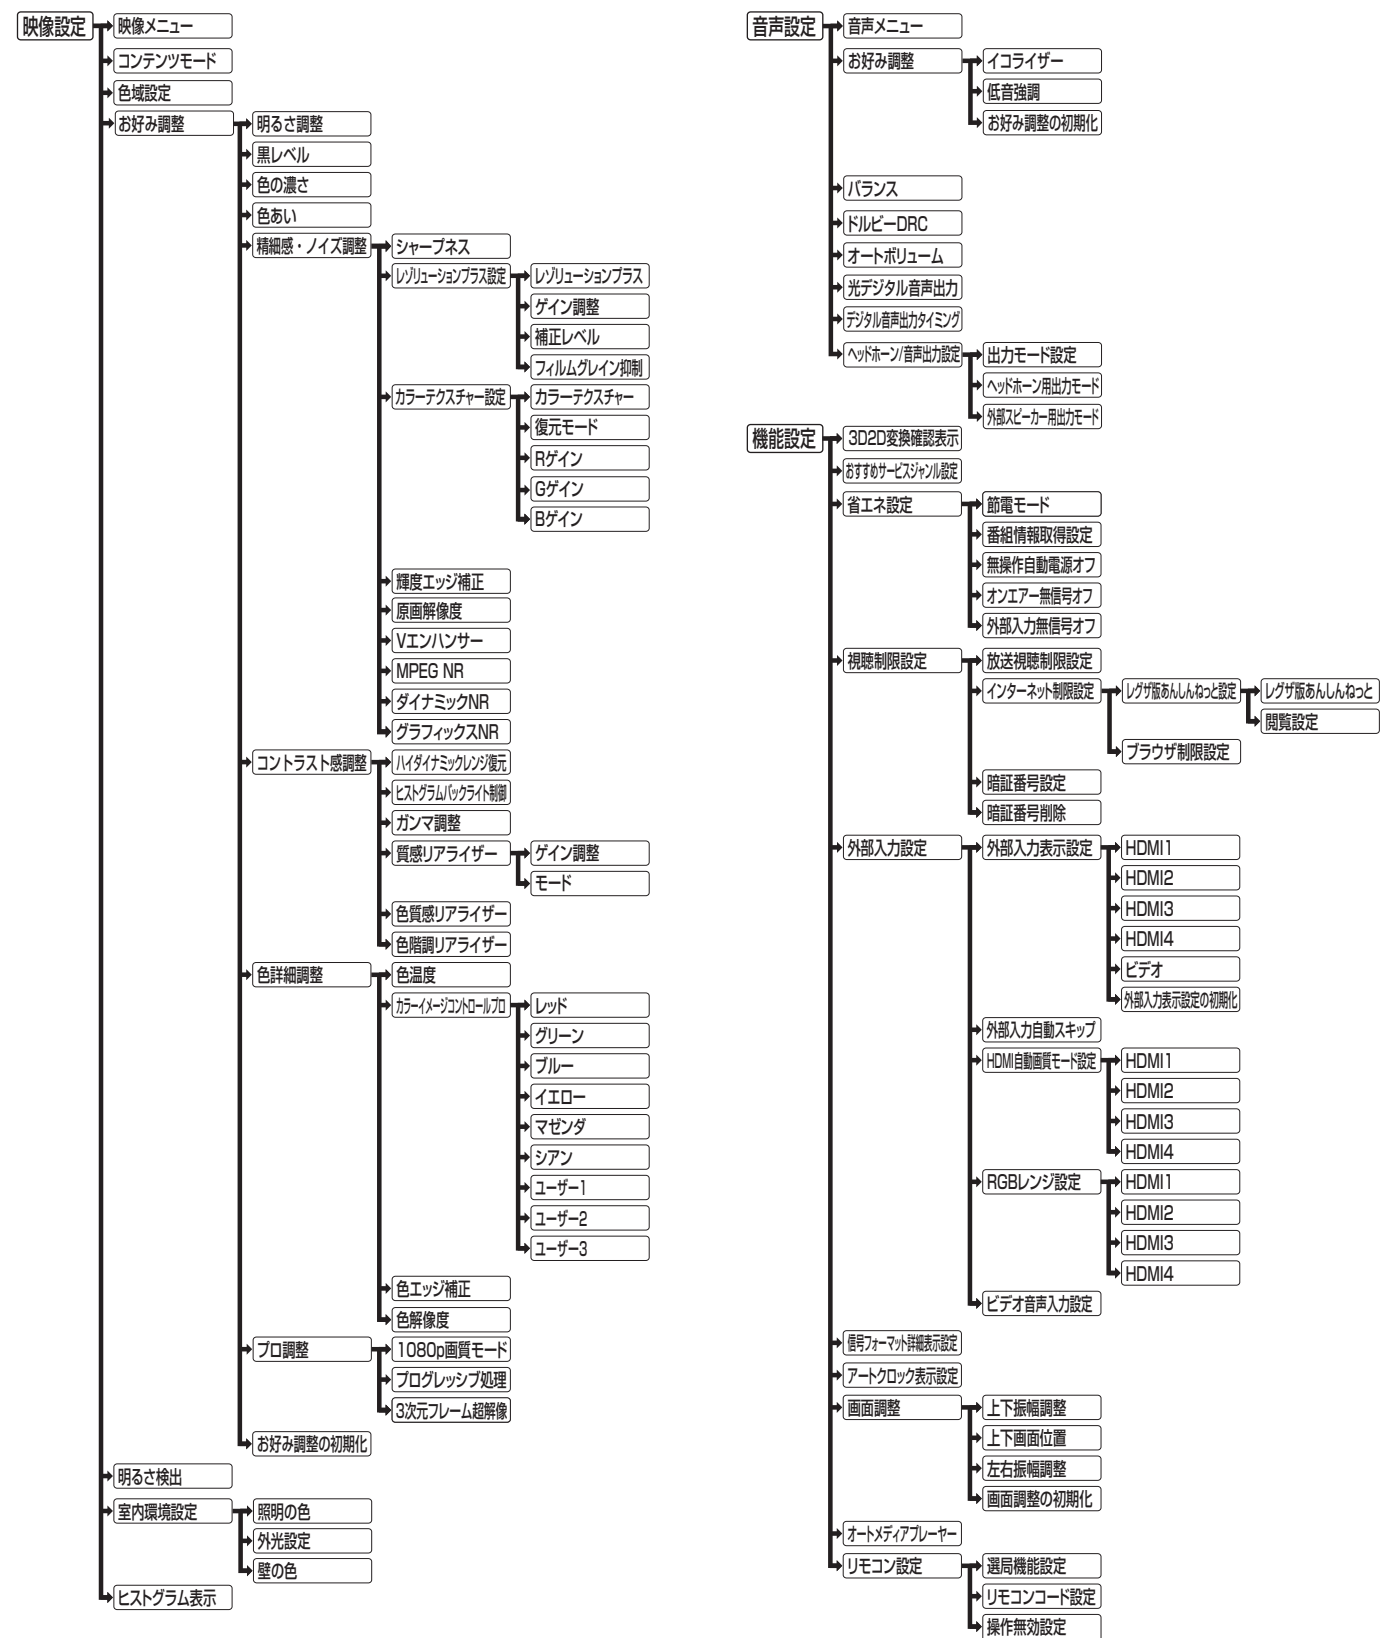 映像設定
映像メニュー
コンテンツモード
色域設定
お好み調整
明るさ調整
黒レベル
色の濃さ
色あい
精細感・ノイズ調整
シャープネス
レゾリューションプラス設定
レゾリューションプラス
ゲイン調整
補正レベル
フィルムグレイン抑制
カラーテクスチャー設定
カラーテクスチャー
復元モード
Rゲイン
Gゲイン
Bゲイン
輝度エッジ補正
原画解像度
Vエンハンサー
MPEG NR
ダイナミックNR
グラフィックスNR
コントラスト感調整
ハイダイナミックレンジ復元
ヒストグラムバックライト制御
ガンマ調整
質感リアライザー
ゲイン調整
モード
色質感リアライザー
色階調リアライザー
色詳細調整
色温度
カラーイメージコントロールプロ
レッド
グリーン
ブルー
イエロー
マゼンダ
シアン
ユーザー1
ユーザー2
ユーザー3
色エッジ補正
色解像度
プロ調整
1080p画質モード
プログレッシブ処理
3次元フレーム超解像
お好み調整の初期化
明るさ検出
室内環境設定
照明の色
外光設定
壁の色
ヒストグラム表示
音声設定
音声メニュー
お好み調整
イコライザー
低音強調
お好み調整の初期化
バランス
ドルビーDRC
オートボリューム
光デジタル音声出力
デジタル音声出力タイミング
ヘッドホーン/音声出力設定
出力モード設定
ヘッドホーン用出力モード
外部スピーカー用出力モード
機能設定
3D2D変換確認表示
おすすめサービスジャンル設定
省エネ設定
節電モード
番組情報取得設定
無操作自動電源オフ
オンエアー無信号オフ
外部入力無信号オフ
視聴制限設定
放送視聴制限設定
インターネット制限設定
レグザ版あんしんねっと設定
レグザ版あんしんねっと
閲覧設定
ブラウザ制限設定
暗証番号設定
暗証番号削除
外部入力設定
外部入力表示設定
HDMI1
HDMI2
HDMI3
HDMI4
ビデオ
外部入力表示設定の初期化
外部入力自動スキップ
HDMI自動画質モード設定
HDMI1
HDMI2
HDMI3
HDMI4
RGBレンジ設定
HDMI1
HDMI2
HDMI3
HDMI4
ビデオ音声入力設定
信号フォーマット詳細表示設定
アートクロック表示設定
画面調整
上下振幅調整
上下画面位置
左右振幅調整
画面調整の初期化
オートメディアプレーヤー
リモコン設定
選局機能設定
リモコンコード設定
操作無効設定